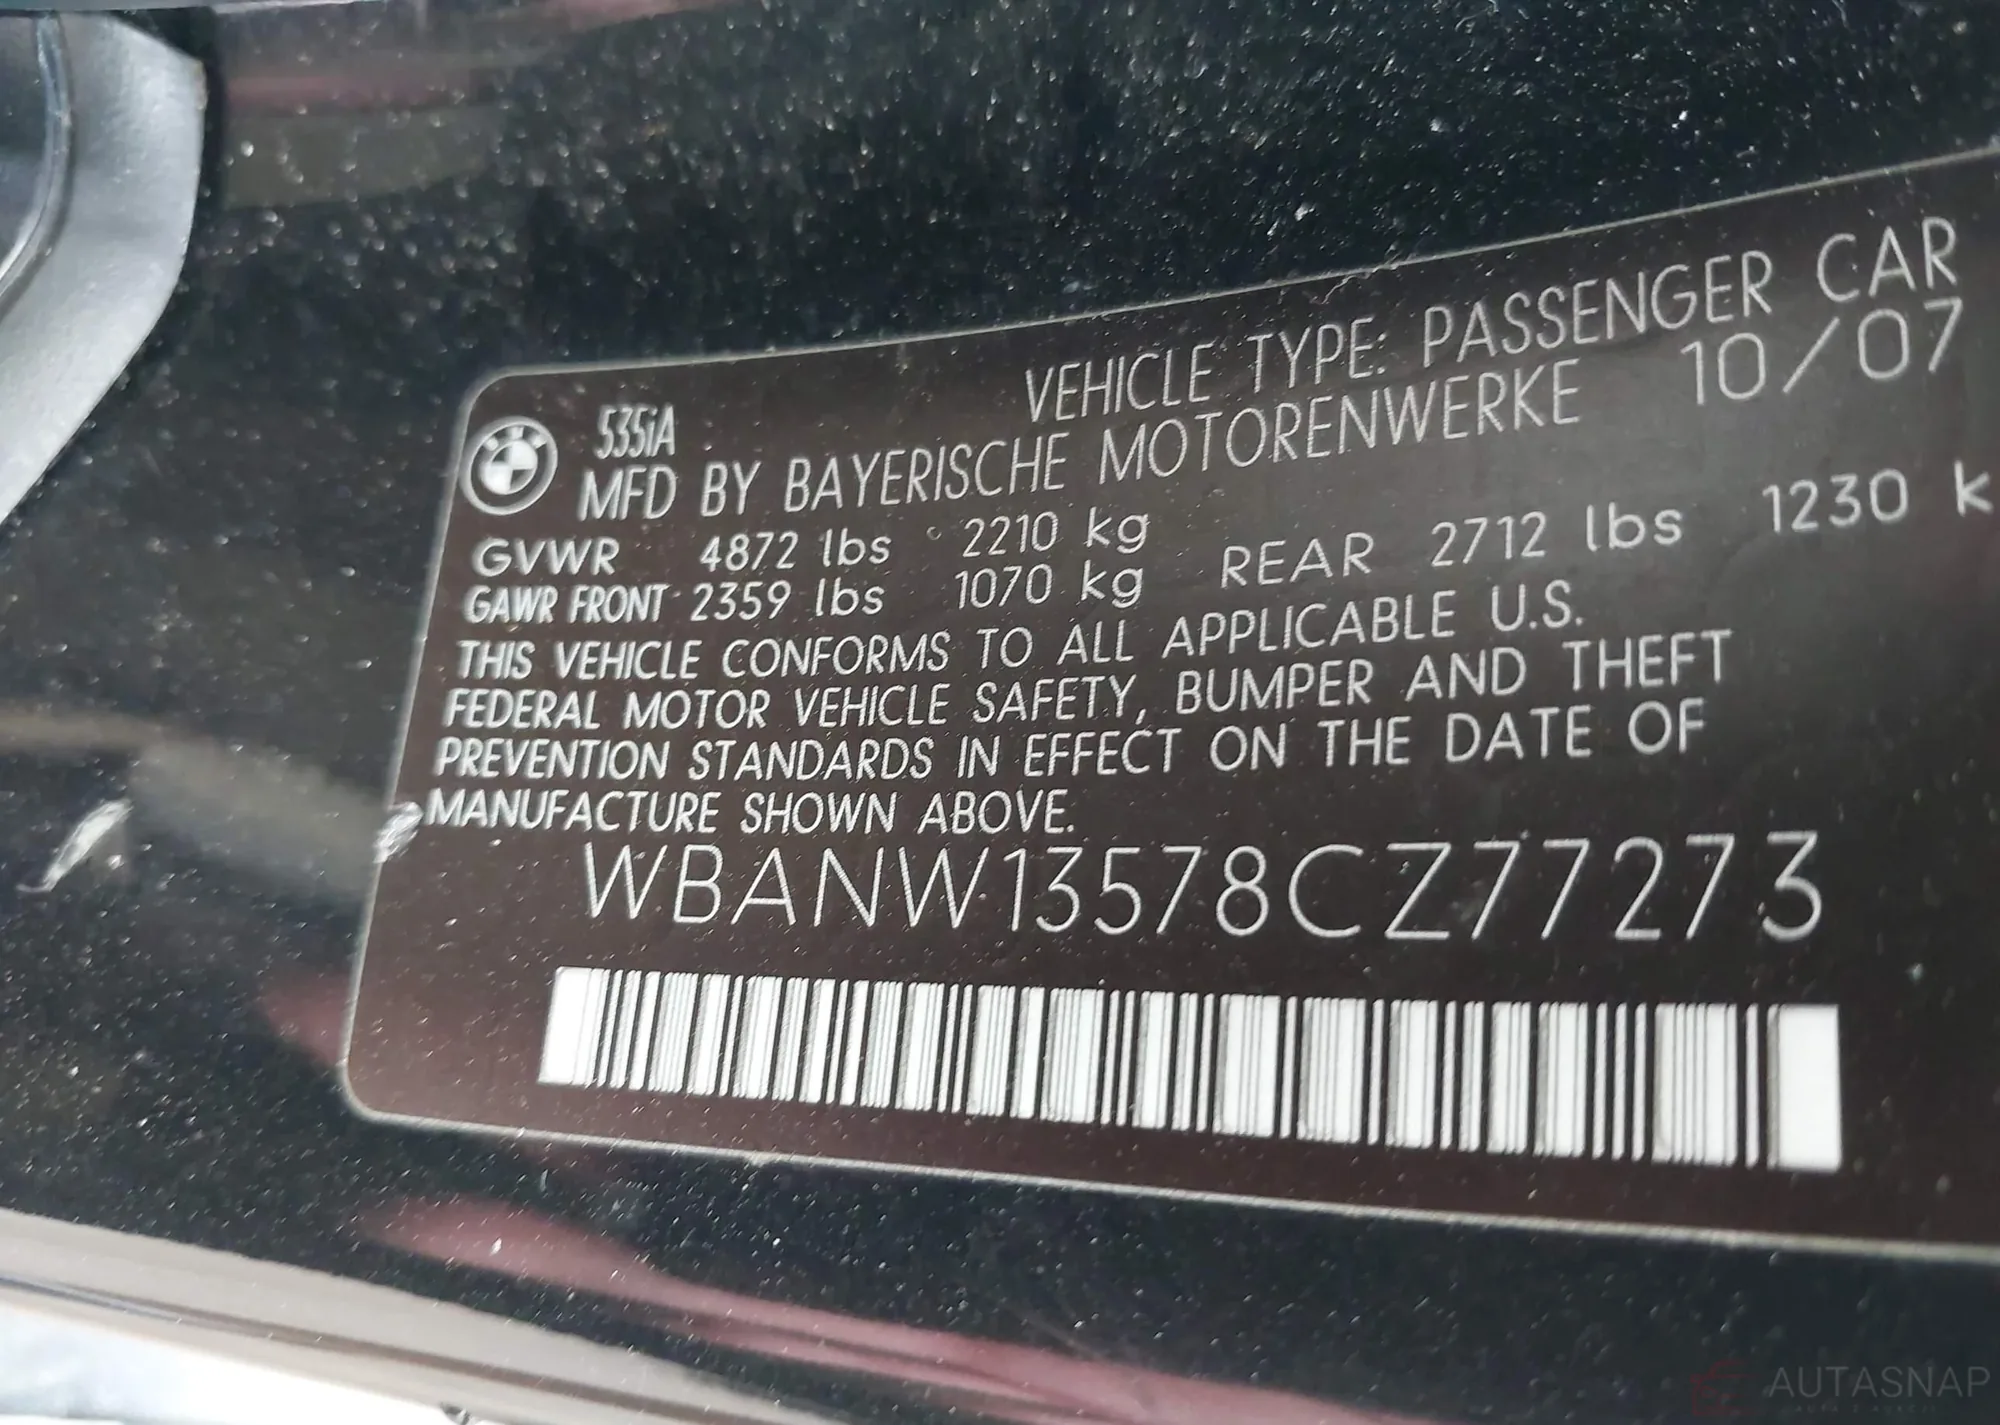 VEHICLE TYPE: PASSENGER CAR
535iA
MFD BY BAYERISCHE MOTORENWERKE 10/07
GVWR 4872 lbs 2210 kg
GAWR FRONT 2359 lbs 1070 kg REAR 2712 lbs 1230 k
THIS VEHICLE CONFORMS TO ALL APPLICABLE U.S.
FEDERAL MOTOR VEHICLE SAFETY, BUMPER AND THEFT
PREVENTION STANDARDS IN EFFECT ON THE DATE OF
MANUFACTURE SHOWN ABOVE.
WBANW13578CZ77273
AUTASNAP